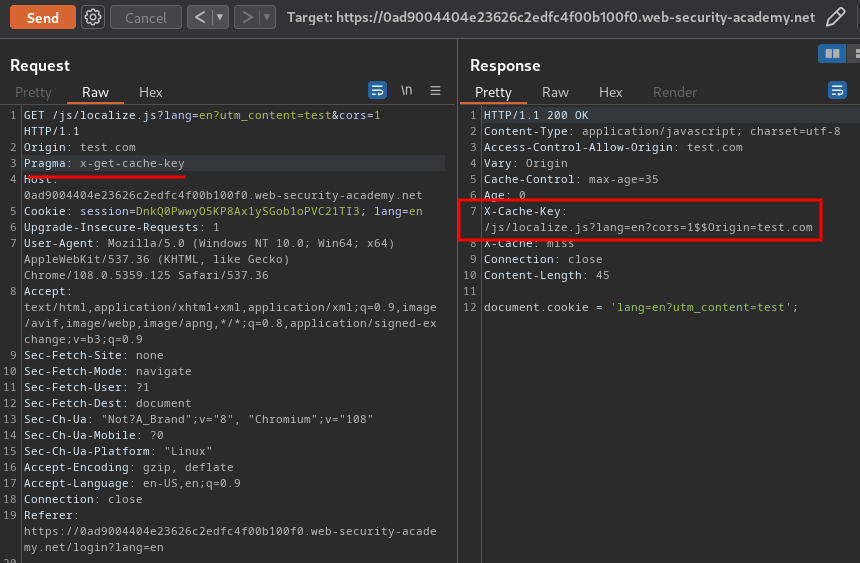 Send Cancel < ▾ > ▾ Target: https://0ad9004404e23626c2edfc4f00b100f0.web-security-academy.net
Request
Pretty Raw Hex \n
1 GET /js/localize.js?lang=en?utm_content=test&cors=1
HTTP/1.1
2 Origin: test.com
3 Pragma: x-get-cache-key
4 Host:
0ad9004404e23626c2edfc4f00b100f0.web-security-academy.net
5 Cookie: session=DnkQ0PwwyO5KP8Ax1ySGob1oPVC21TI3; lang=en
6 Upgrade-Insecure-Requests: 1
7 User-Agent: Mozilla/5.0 (Windows NT 10.0; Win64; x64)
AppleWebKit/537.36 (KHTML, like Gecko)
Chrome/108.0.5359.125 Safari/537.36
8 Accept:
text/html,application/xhtml+xml,application/xml;q=0.9,image
/avif,image/webp,image/apng,*/*;q=0.8,application/signed-ex
change;v=b3;q=0.9
9 Sec-Fetch-Site: none
10 Sec-Fetch-Mode: navigate
11 Sec-Fetch-User: ?1
12 Sec-Fetch-Dest: document
13 Sec-Ch-Ua: "Not?A_Brand";v="8", "Chromium";v="108"
14 Sec-Ch-Ua-Mobile: ?0
15 Sec-Ch-Ua-Platform: "Linux"
16 Accept-Encoding: gzip, deflate
17 Accept-Language: en-US,en;q=0.9
18 Connection: close
19 Referer:
https://0ad9004404e23626c2edfc4f00b100f0.web-security-acade
my.net/login?lang=en
20
Response
Pretty Raw Hex Render
1 HTTP/1.1 200 OK
2 Content-Type: application/javascript; charset=utf-8
3 Access-Control-Allow-Origin: test.com
4 Vary: Origin
5 Cache-Control: max-age=35
6 Age: 0
7 X-Cache-Key:
/js/localize.js?lang=en?cors=1$$Origin=test.com
8 X-Cache: miss
9 Connection: close
10 Content-Length: 45
11
12 document.cookie = 'lang=en?utm_content=test';